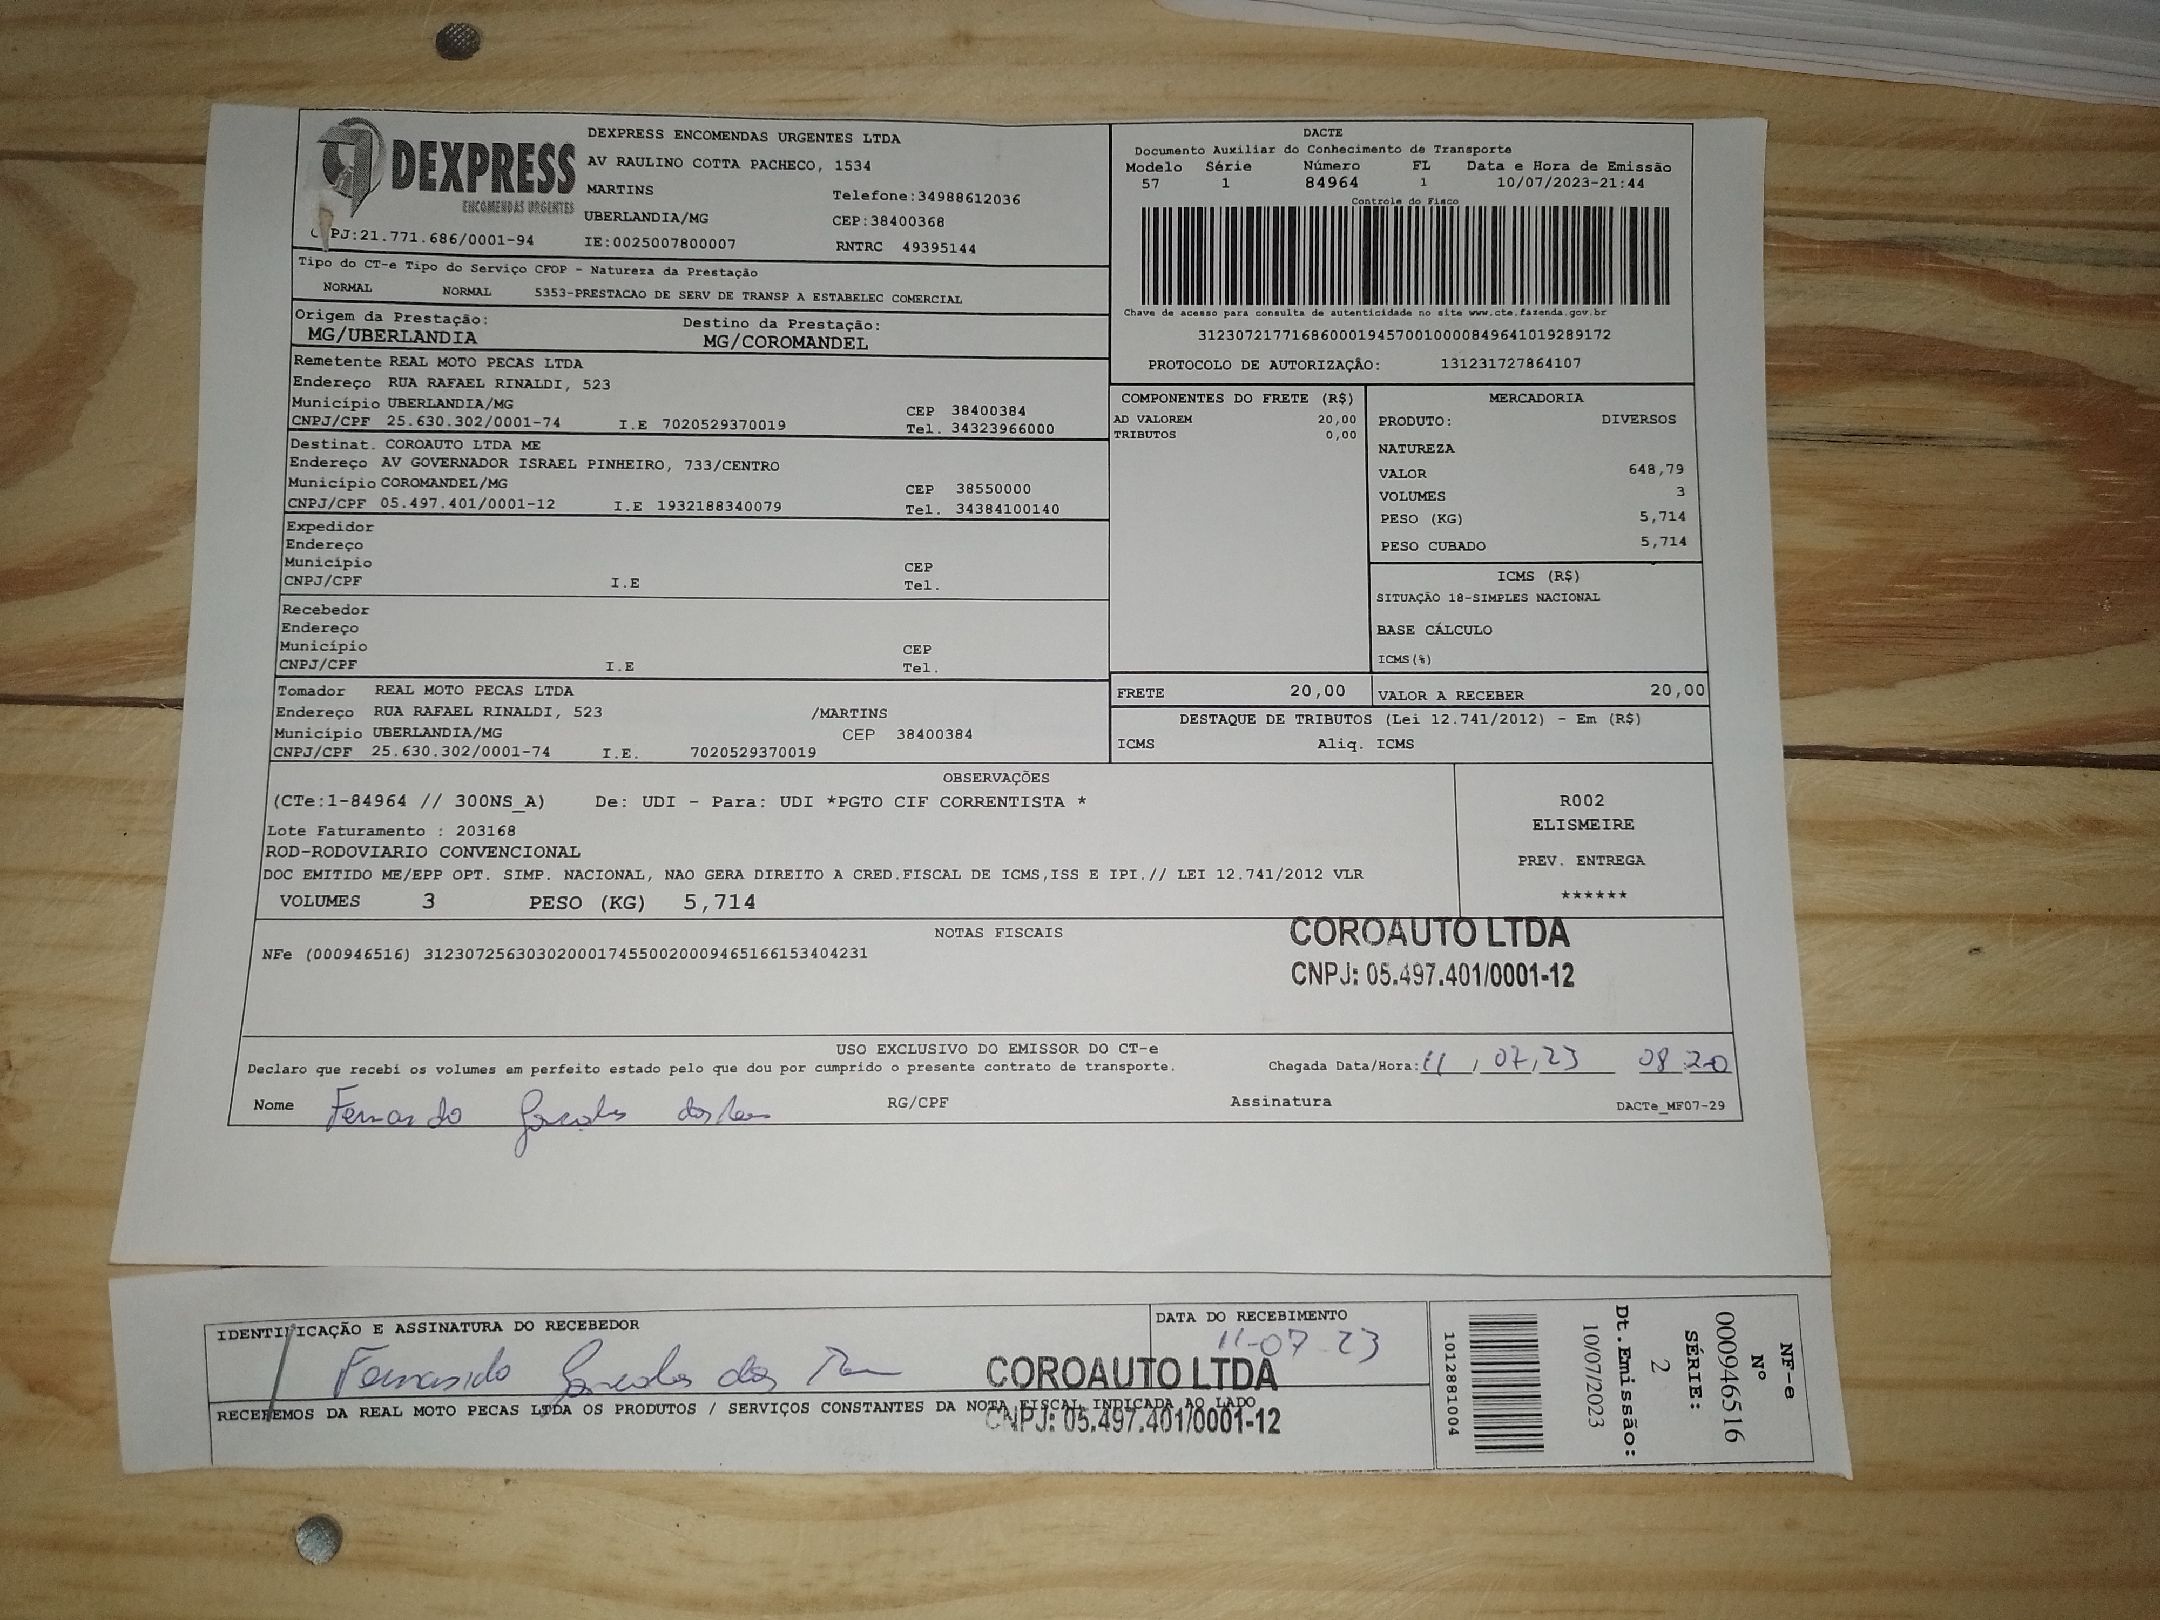 DEXPRESS
ENCOMENDAS URGENTES
PJ:21.771.686/0001-94
DEXPRESS ENCOMENDAS URGENTES LTDA
AV RAULINO COTTA PACHECO, 1534
MARTINS
Telefone:34988612036
UBERLANDIA/MG
CEP:38400368
IE:0025007800007
RNTRC 49395144
DACTE
Documento Auxiliar do Conhecimento de Transporte
Modelo Série Número FL Data e Hora de Emissão
57 1 84964 1 10/07/2023-21:44
Controle do Fisco
Chave de acesso para consulta de autenticidade no site www.cte.fazenda.gov.br
31230721771686000194570010000849641019289172
PROTOCOLO DE AUTORIZAÇÃO: 131231727864107
Tipo do CT-e Tipo do Serviço CFOP - Natureza da Prestação
NORMAL NORMAL 5353-PRESTACAO DE SERV DE TRANSP A ESTABELEC COMERCIAL
Origem da Prestação: Destino da Prestação:
MG/UBERLANDIA MG/COROMANDEL
Remetente REAL MOTO PECAS LTDA
Endereço RUA RAFAEL RINALDI, 523
Município UBERLANDIA/MG CEP 38400384
CNPJ/CPF 25.630.302/0001-74 I.E 7020529370019 Tel. 34323966000
Destinat. COROAUTO LTDA ME
Endereço AV GOVERNADOR ISRAEL PINHEIRO, 733/CENTRO
Município COROMANDEL/MG CEP 38550000
CNPJ/CPF 05.497.401/0001-12 I.E 1932188340079 Tel. 34384100140
Expedidor
Endereço
Município CEP
CNPJ/CPF I.E Tel.
Recebedor
Endereço
Município CEP
CNPJ/CPF I.E Tel.
Tomador REAL MOTO PECAS LTDA
Endereço RUA RAFAEL RINALDI, 523 /MARTINS
Município UBERLANDIA/MG CEP 38400384
CNPJ/CPF 25.630.302/0001-74 I.E. 7020529370019
COMPONENTES DO FRETE (R$)
AD VALOREM 20,00
TRIBUTOS 0,00
MERCADORIA
PRODUTO: DIVERSOS
NATUREZA
VALOR 648,79
VOLUMES 3
PESO (KG) 5,714
PESO CUBADO 5,714
ICMS (R$)
SITUAÇÃO 18-SIMPLES NACIONAL
BASE CÁLCULO
ICMS(%)
FRETE 20,00 VALOR A RECEBER 20,00
DESTAQUE DE TRIBUTOS (Lei 12.741/2012) - Em (R$)
ICMS Aliq. ICMS
OBSERVAÇÕES
(CTe:1-84964 // 300NS_A) De: UDI - Para: UDI *PGTO CIF CORRENTISTA *
Lote Faturamento : 203168
ROD-RODOVIARIO CONVENCIONAL
DOC EMITIDO ME/EPP OPT. SIMP. NACIONAL, NAO GERA DIREITO A CRED.FISCAL DE ICMS,ISS E IPI.// LEI 12.741/2012 VLR
VOLUMES 3 PESO (KG) 5,714
R002
ELISMEIRE
PREV. ENTREGA
******
NOTAS FISCAIS
NFe (000946516) 31230725630302000174550020009465166153404231
COROAUTO LTDA
CNPJ: 05.497.401/0001-12
USO EXCLUSIVO DO EMISSOR DO CT-e
Declaro que recebi os volumes em perfeito estado pelo que dou por cumprido o presente contrato de transporte.
Chegada Data/Hora: 11,07,23 08 20
Nome Fernando RG/CPF Assinatura
DACTe_MF07-29
IDENTIFICAÇÃO E ASSINATURA DO RECEBEDOR
Fernando
DATA DO RECEBIMENTO
11-07 23
COROAUTO LTDA
CNPJ: 05.497.401/0001-12
RECEBEMOS DA REAL MOTO PECAS LTDA OS PRODUTOS / SERVIÇOS CONSTANTES DA NOTA FISCAL INDICADA AO LADO
1012881004
NF-e
Nº
000946516
SÉRIE:
2
Dt.Emissão:
10/07/2023